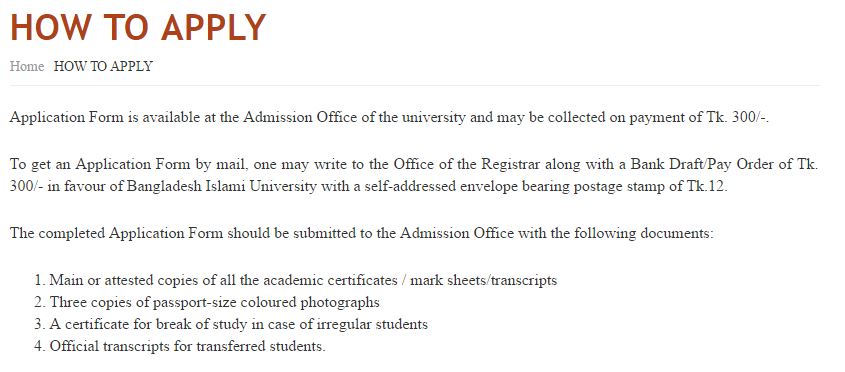 HOW TO APPLY
Home HOW TO APPLY
Application Form is available at the Admission Office of the university and may be collected on payment of Tk. 300/-.
To get an Application Form by mail, one may write to the Office of the Registrar along with a Bank Draft/Pay Order of Tk.
300/- in favour of Bangladesh Islami University with a self-addressed envelope bearing postage stamp of Tk.12.
The completed Application Form should be submitted to the Admission Office with the following documents:
1. Main or attested copies of all the academic certificates / mark sheets/transcripts
2. Three copies of passport-size coloured photographs
3. A certificate for break of study in case of irregular students
4. Official transcripts for transferred students.